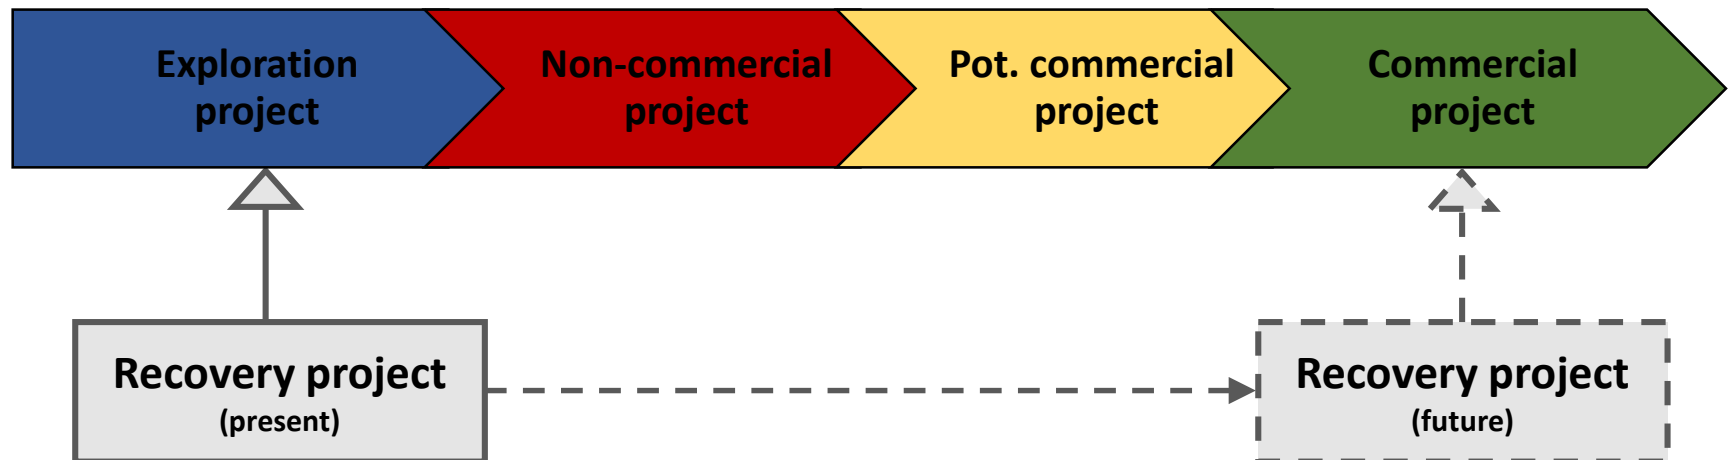 Exploration
project
Non-commercial
project
Pot. commercial
project
Commercial
project
Recovery project
(present)
Recovery project
(future)